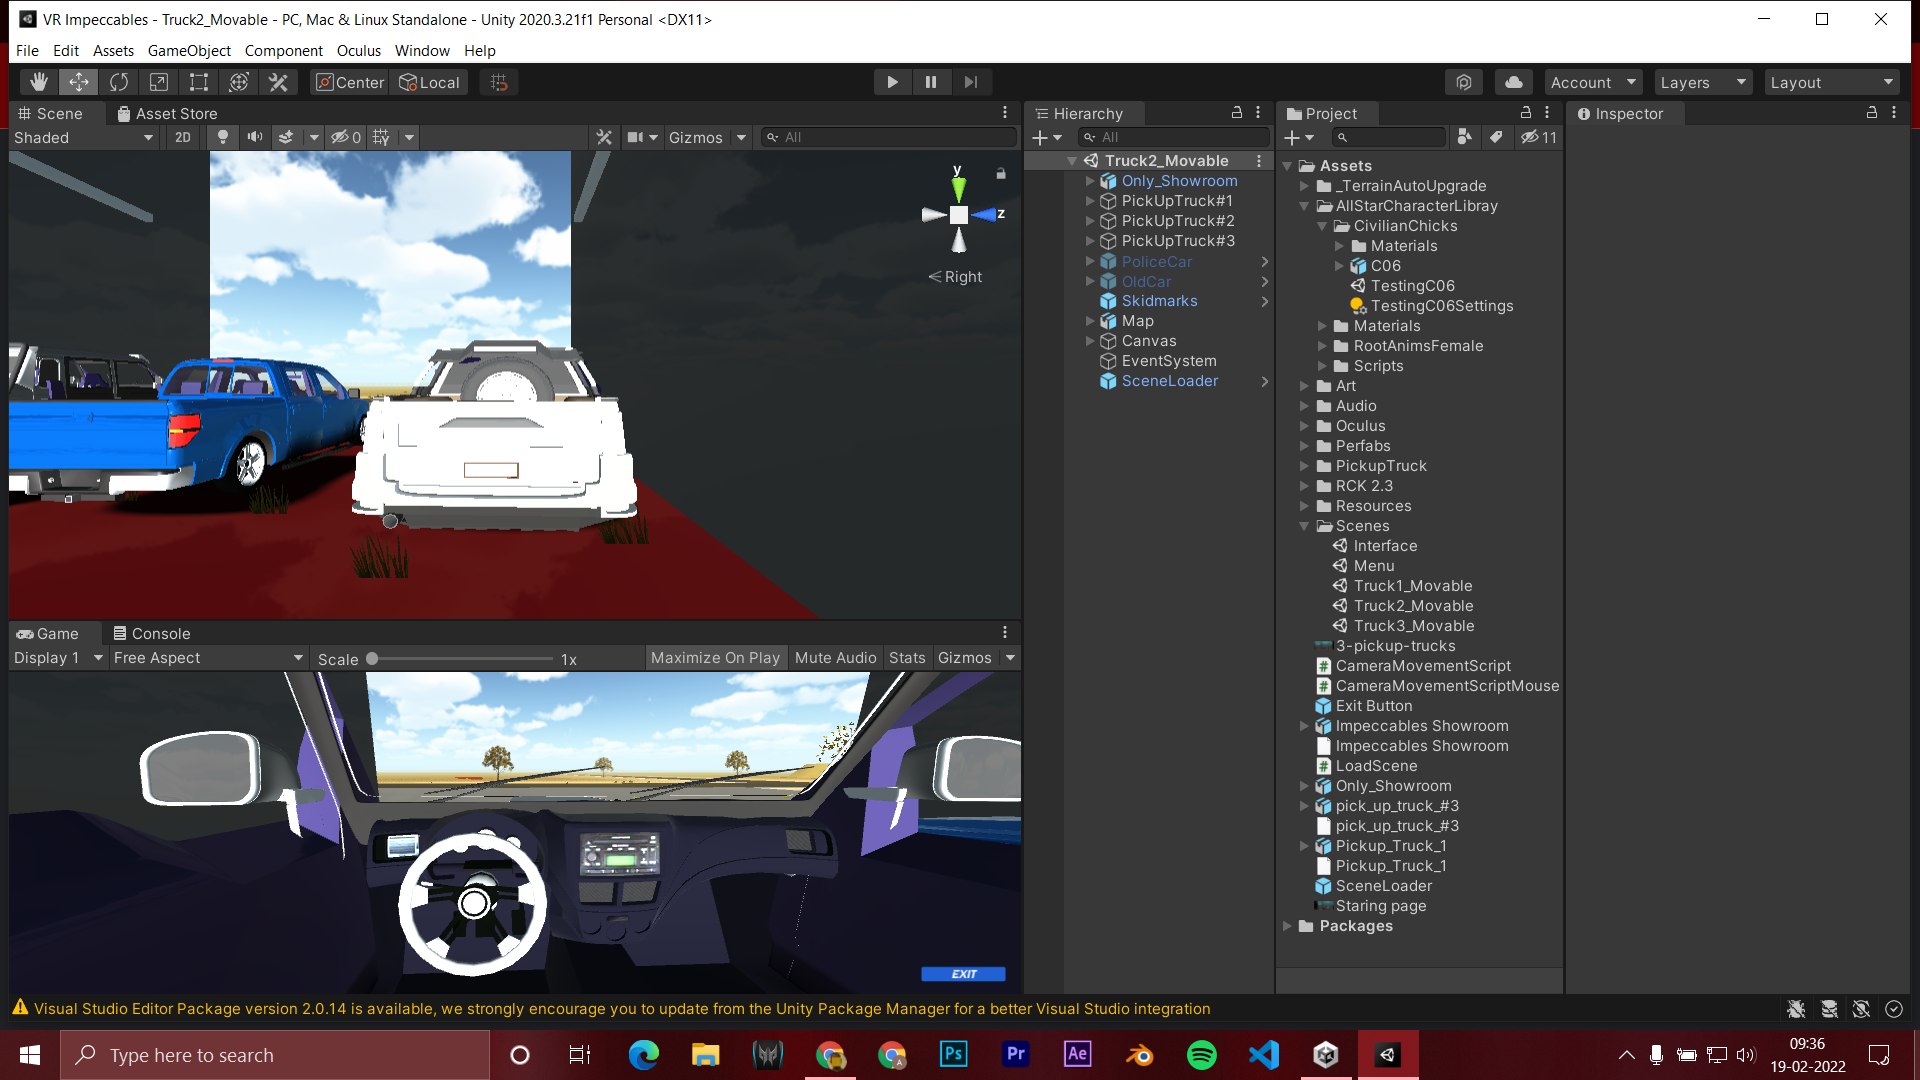 VR Impeccables - Truck2_Movable - PC, Mac & Linux Standalone - Unity 2020.3.21f1 Personal <DX11>
File Edit Assets GameObject Component Oculus Window Help
Center Local Account Layers Layout
Scene Asset Store
Shaded 2D 0 Gizmos All
y
z
Right
Hierarchy
All
Truck2_Movable
Only_Showroom
PickUpTruck#1
PickUpTruck#2
PickUpTruck#3
PoliceCar
OldCar
Skidmarks
Map
Canvas
EventSystem
SceneLoader
Project
11
Assets
_TerrainAutoUpgrade
AllStarCharacterLibray
CivilianChicks
Materials
C06
TestingC06
TestingC06Settings
Materials
RootAnimsFemale
Scripts
Art
Audio
Oculus
Perfabs
PickupTruck
RCK 2.3
Resources
Scenes
Interface
Menu
Truck1_Movable
Truck2_Movable
Truck3_Movable
3-pickup-trucks
CameraMovementScript
CameraMovementScriptMouse
Exit Button
Impeccables Showroom
Impeccables Showroom
LoadScene
Only_Showroom
pick_up_truck_#3
pick_up_truck_#3
Pickup_Truck_1
Pickup_Truck_1
SceneLoader
Staring page
Packages
Inspector
Game Console
Display 1 Free Aspect Scale 1x Maximize On Play Mute Audio Stats Gizmos
EXIT
Visual Studio Editor Package version 2.0.14 is available, we strongly encourage you to update from the Unity Package Manager for a better Visual Studio integration
Type here to search
Ps Pr Ae
A
09:36
19-02-2022